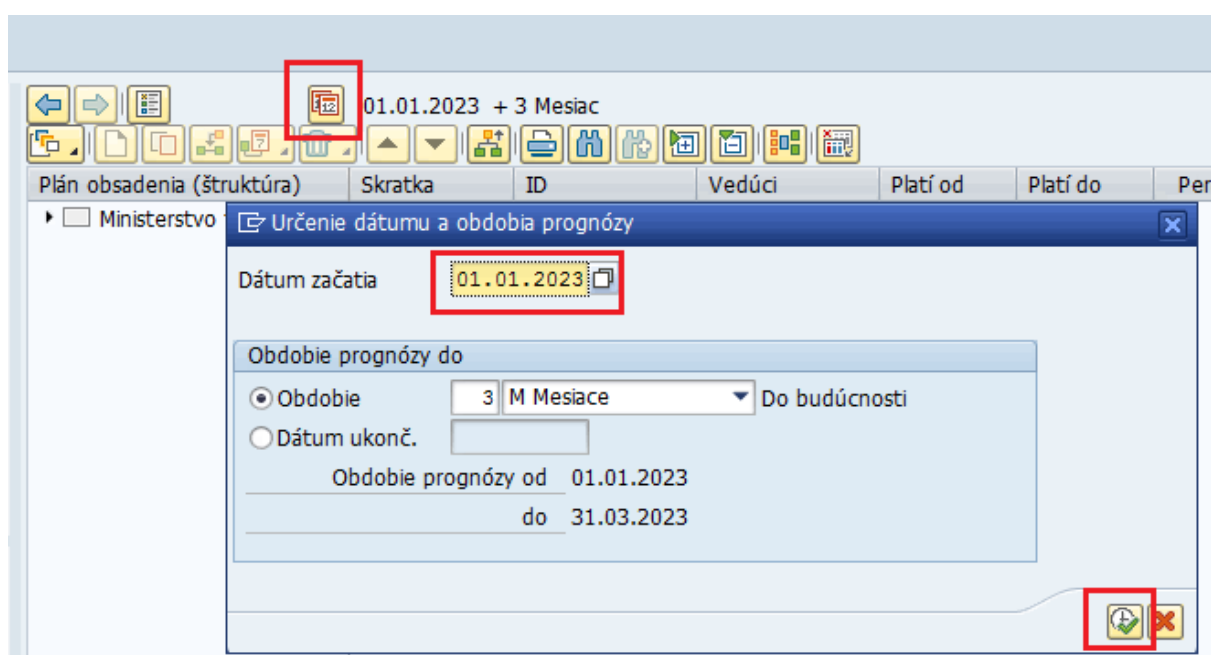 01.01.2023 + 3 Mesiac
Plán obsadenia (štruktúra) Skratka ID Vedúci Platí od Platí do Per
Ministerstvo
Určenie dátumu a obdobia prognózy
Dátum začatia 01.01.2023
Obdobie prognózy do
Obdobie 3 M Mesiace Do budúcnosti
Dátum ukonč.
Obdobie prognózy od 01.01.2023
do 31.03.2023